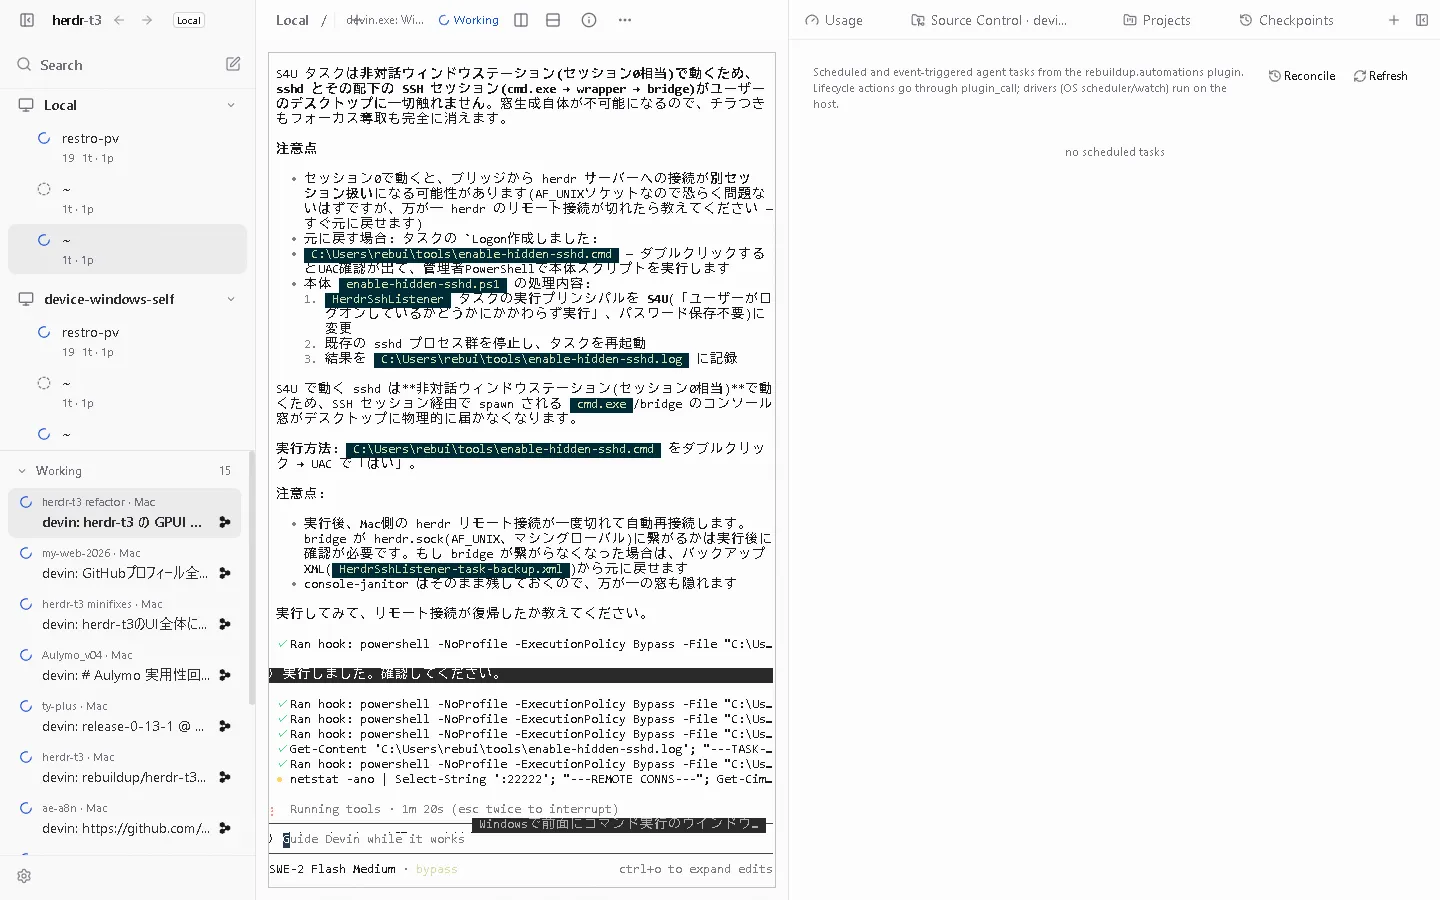 herdr-t3
Local
Search
Local
restro-pv
19 1t · 1p
~
1t · 1p
~
1t · 1p
device-windows-self
restro-pv
19 1t · 1p
~
1t · 1p
~
Working 15
herdr-t3 refactor · Mac
devin: herdr-t3 の GPUI ...
my-web-2026 · Mac
devin: GitHubプロフィール全...
herdr-t3 minifixes · Mac
devin: herdr-t3のUI全体に...
Aulymo_v04 · Mac
devin: # Aulymo 実用性回...
ty-plus · Mac
devin: release-0-13-1 @ ...
herdr-t3 · Mac
devin: rebuildup/herdr-t3...
ae-a8n · Mac
devin: https://github.com/...
Local / devin.exe: Wi... Working
S4U タスクは非対話ウィンドウステーション(セッション0相当)で動くため、
sshd とその配下の SSH セッション(cmd.exe → wrapper → bridge)がユーザー
のデスクトップに一切触れません。窓生成自体が不可能になるので、チラつき
もフォーカス奪取も完全に消えます。
注意点
• セッション0で動くと、ブリッジから herdr サーバーへの接続が別セッ
ション扱いになる可能性があります(AF_UNIXソケットなので恐らく問題な
いはずですが、万が一 herdr のリモート接続が切れたら教えてください —
すぐ元に戻せます)
• 元に戻す場合: タスクの `Logon作成しました:
• C:\Users\rebui\tools\enable-hidden-sshd.cmd — ダブルクリックする
とUAC確認が出て、管理者PowerShellで本体スクリプトを実行します
• 本体 enable-hidden-sshd.ps1 の処理内容:
1. HerdrSshListener タスクの実行プリンシパルを S4U(「ユーザーがロ
グオンしているかどうかにかかわらず実行」、パスワード保存不要)に
変更
2. 既存の sshd プロセス群を停止し、タスクを再起動
3. 結果を C:\Users\rebui\tools\enable-hidden-sshd.log に記録
S4U で動く sshd は**非対話ウィンドウステーション(セッション0相当)**で動
くため、SSH セッション経由で spawn される cmd.exe/bridge のコンソール
窓がデスクトップに物理的に届かなくなります。
実行方法: C:\Users\rebui\tools\enable-hidden-sshd.cmd をダブルクリッ
ク → UAC で「はい」。
注意点:
• 実行後、Mac側の herdr リモート接続が一度切れて自動再接続します。
bridge が herdr.sock(AF_UNIX、マシングローバル)に繋がるかは実行後に
確認が必要です。もし bridge が繋がらなくなった場合は、バックアップ
XML(HerdrSshListener-task-backup.xml)から元に戻せます
• console-janitor はそのまま残しておくので、万が一の窓も隠れます
実行してみて、リモート接続が復帰したか教えてください。
✓Ran hook: powershell -NoProfile -ExecutionPolicy Bypass -File "C:\Us…
› 実行しました。確認してください。
✓Ran hook: powershell -NoProfile -ExecutionPolicy Bypass -File "C:\Us…
✓Ran hook: powershell -NoProfile -ExecutionPolicy Bypass -File "C:\Us…
✓Ran hook: powershell -NoProfile -ExecutionPolicy Bypass -File "C:\Us…
✓Get-Content 'C:\Users\rebui\tools\enable-hidden-sshd.log'; "---TASK-…
✓Ran hook: powershell -NoProfile -ExecutionPolicy Bypass -File "C:\Us…
● netstat -ano | Select-String ':22222'; "---REMOTE CONNS---"; Get-Cim…
Running tools · 1m 20s (esc twice to interrupt)
Windowsで前面にコマンド実行のウインドウ…
› Guide Devin while it works
SWE-2 Flash Medium · bypass ctrl+o to expand edits
Usage
Source Control · devi...
Projects
Checkpoints
Scheduled and event-triggered agent tasks from the rebuildup.automations plugin.
Lifecycle actions go through plugin_call; drivers (OS scheduler/watch) run on the
host.
Reconcile
Refresh
no scheduled tasks